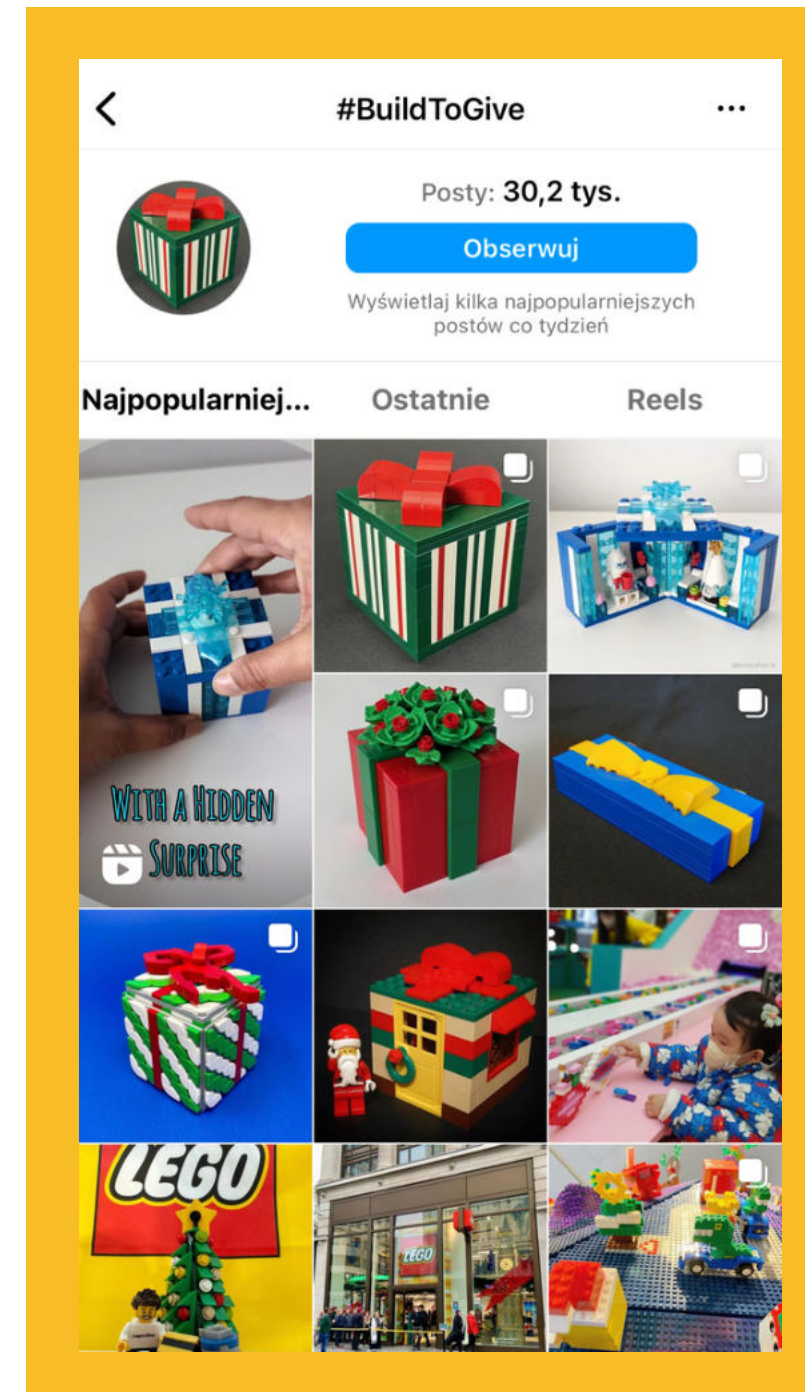 #BuildToGive
Posty: 30,2 tys.
Obserwuj
Wyświetlaj kilka najpopularniejszych
postów co tydzień
Najpopularniej...
Ostatnie
Reels
WITH A HIDDEN
SURPRISE
LEGO
LEGO